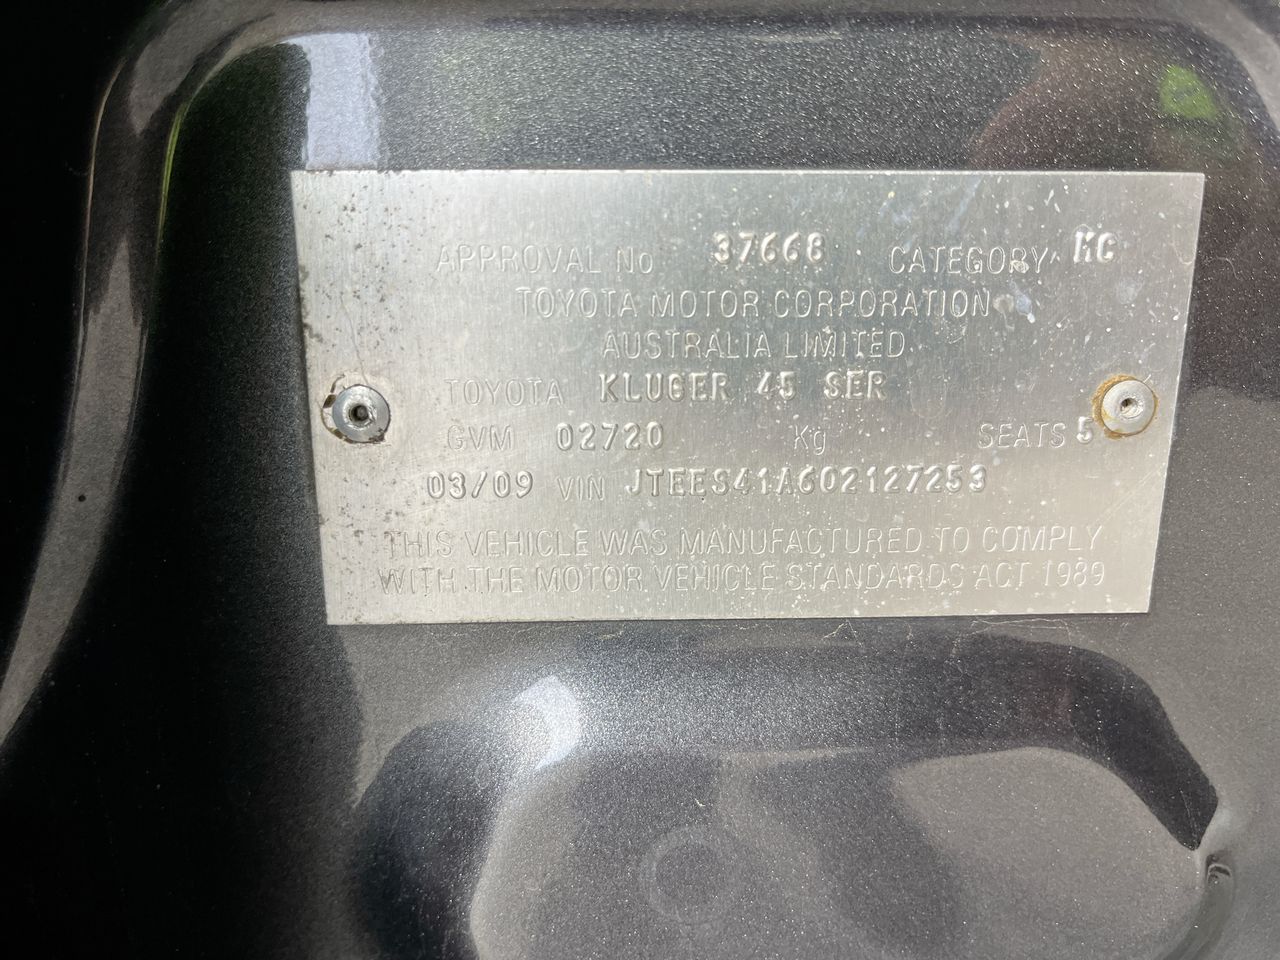 APPROVAL No 37668 CATEGORY MC
TOYOTA MOTOR CORPORATION
AUSTRALIA LIMITED
TOYOTA KLUGER 45 SER
GVM 02720 Kg SEATS 5
03/09 VIN JTEES41A602127253
THIS VEHICLE WAS MANUFACTURED TO COMPLY
WITH THE MOTOR VEHICLE STANDARDS ACT 1989